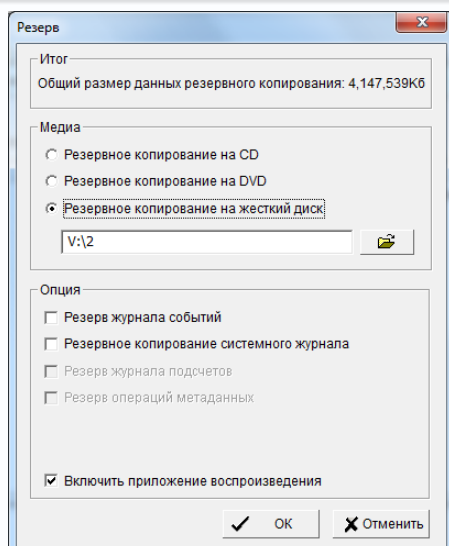 Резерв
Итог
Общий размер данных резервного копирования: 4,147,539Кб
Медиа
Резервное копирование на CD
Резервное копирование на DVD
Резервное копирование на жесткий диск
V:\2
Опция
Резерв журнала событий
Резервное копирование системного журнала
Резерв журнала подсчетов
Резерв операций метаданных
Включить приложение воспроизведения
OK
Отменить